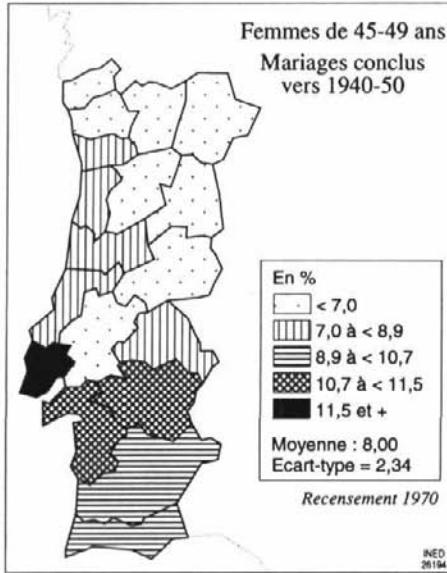 Femmes de 45-49 ans
Mariages conclus
vers 1940-50
En %
< 7,0
7,0 à < 8,9
8,9 à < 10,7
10,7 à < 11,5
11,5 et +
Moyenne : 8,00
Ecart-type = 2,34
Recensement 1970
INED
26194